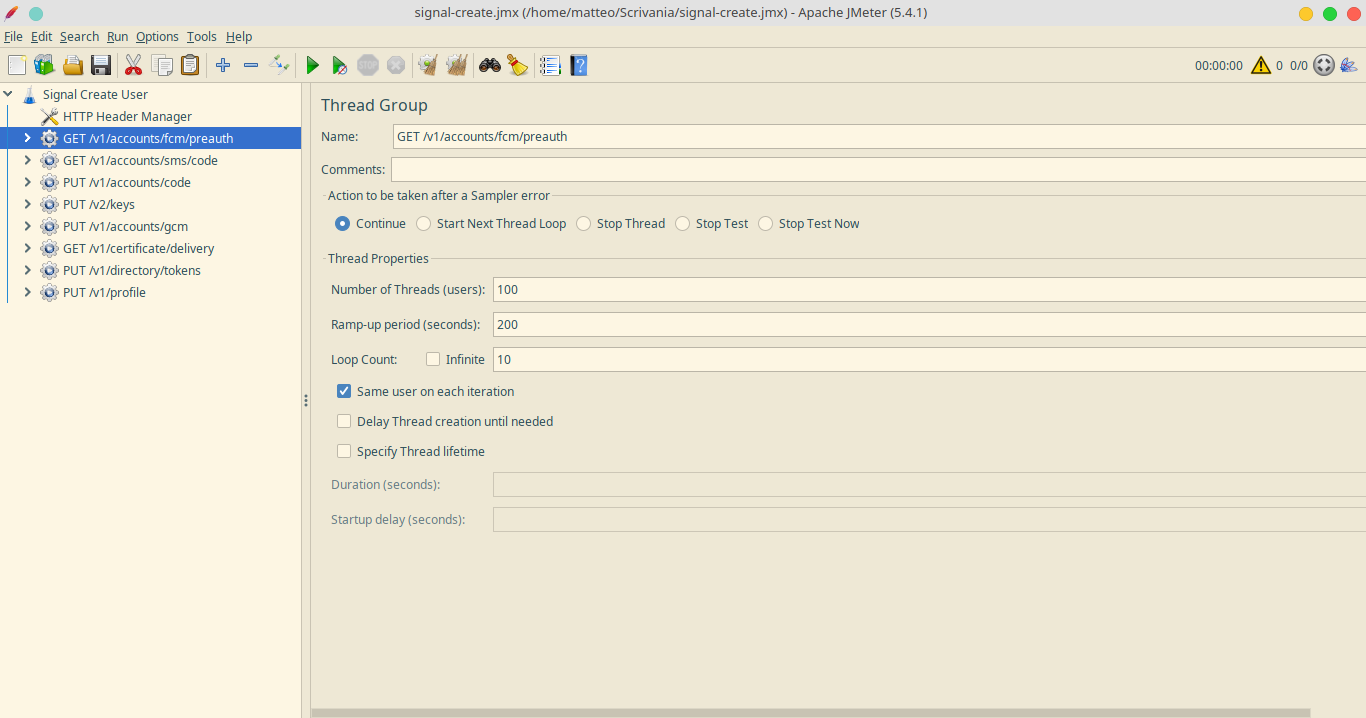 signal-create.jmx (/home/matteo/Scrivania/signal-create.jmx) - Apache JMeter (5.4.1)
File Edit Search Run Options Tools Help
STOP
00:00:00 0 0/0
Signal Create User
HTTP Header Manager
GET /v1/accounts/fcm/preauth
GET /v1/accounts/sms/code
PUT /v1/accounts/code
PUT /v2/keys
PUT /v1/accounts/gcm
GET /v1/certificate/delivery
PUT /v1/directory/tokens
PUT /v1/profile
Thread Group
Name: GET /v1/accounts/fcm/preauth
Comments:
Action to be taken after a Sampler error
Continue Start Next Thread Loop Stop Thread Stop Test Stop Test Now
Thread Properties
Number of Threads (users): 100
Ramp-up period (seconds): 200
Loop Count: Infinite 10
Same user on each iteration
Delay Thread creation until needed
Specify Thread lifetime
Duration (seconds):
Startup delay (seconds):